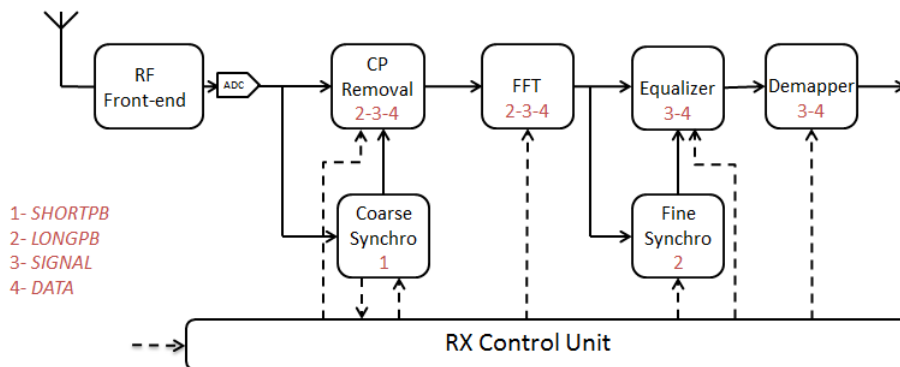 RF
Front-end
ADC
CP
Removal
2-3-4
FFT
2-3-4
Equalizer
3-4
Demapper
3-4
Coarse
Synchro
1
Fine
Synchro
2
1- SHORTPB
2- LONGPB
3- SIGNAL
4- DATA
RX Control Unit